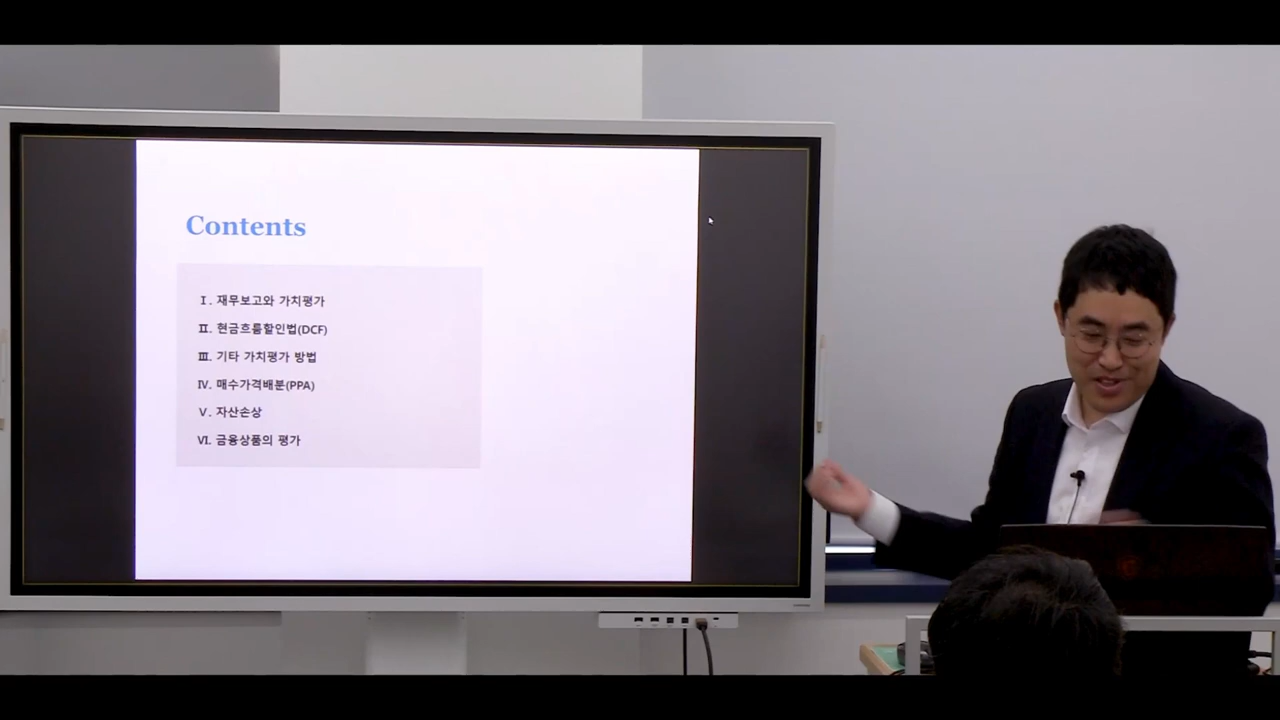 Contents
Ⅰ. 재무보고와 가치평가
Ⅱ. 현금흐름할인법(DCF)
Ⅲ. 기타 가치평가 방법
Ⅳ. 매수가격배분(PPA)
Ⅴ. 자산손상
Ⅵ. 금융상품의 평가